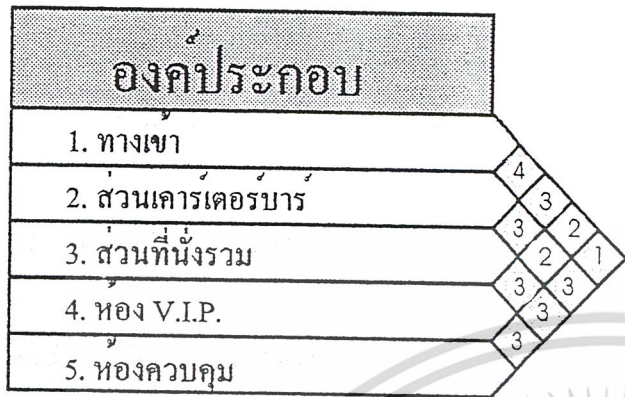 องค์ประกอบ
1. ทางเข้า
2. ส่วนเคาร์เตอร์บาร์
3. ส่วนที่นั่งรวม
4. ห้อง V.I.P.
5. ห้องควบคุม
4
3
3
2
2
1
3
3
3
3